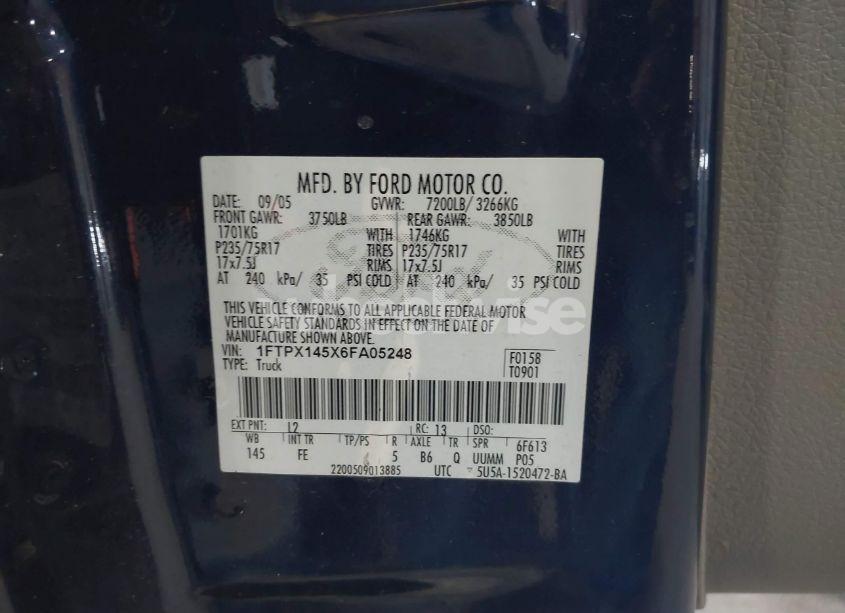 MFD. BY FORD MOTOR CO.
DATE: 09/05 GVWR: 7200LB/ 3266KG
FRONT GAWR: 3750LB REAR GAWR: 3850LB
1701KG WITH 1746KG WITH
P235/75R17 TIRES P235/75R17 TIRES
17x7.5J RIMS 17x7.5J RIMS
AT 240 kPa/ 35 PSI COLD AT 240 kPa/ 35 PSI COLD
THIS VEHICLE CONFORMS TO ALL APPLICABLE FEDERAL MOTOR
VEHICLE SAFETY STANDARDS IN EFFECT ON THE DATE OF
MANUFACTURE SHOWN ABOVE.
VIN: 1FTPX145X6FA05248 F0158
TYPE: Truck T0901
EXT PNT: L2 RC: 13 DSO:
WB INT TR TP/PS R AXLE TR SPR 6F613
145 FE 5 B6 Q UUMM P05
2200509013885 UTC 5U5A-1520472-BA